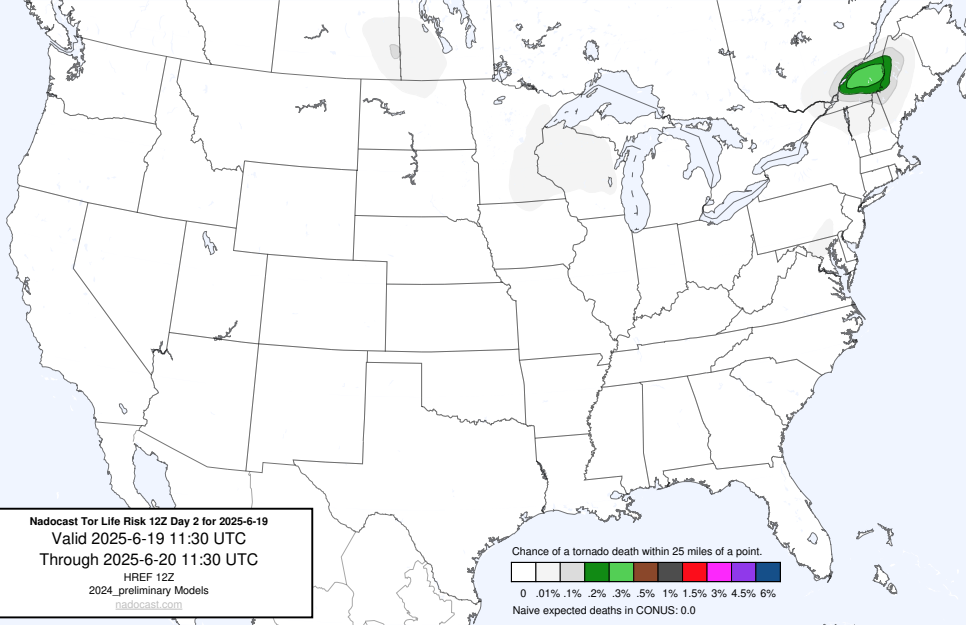 Nadocast Tor Life Risk 12Z Day 2 for 2025-6-19
Valid 2025-6-19 11:30 UTC
Through 2025-6-20 11:30 UTC
HREF 12Z
2024_preliminary Models
nadocast.com
Chance of a tornado death within 25 miles of a point.
0 .01% .1% .2% .3% .5% 1% 1.5% 3% 4.5% 6%
Naive expected deaths in CONUS: 0.0